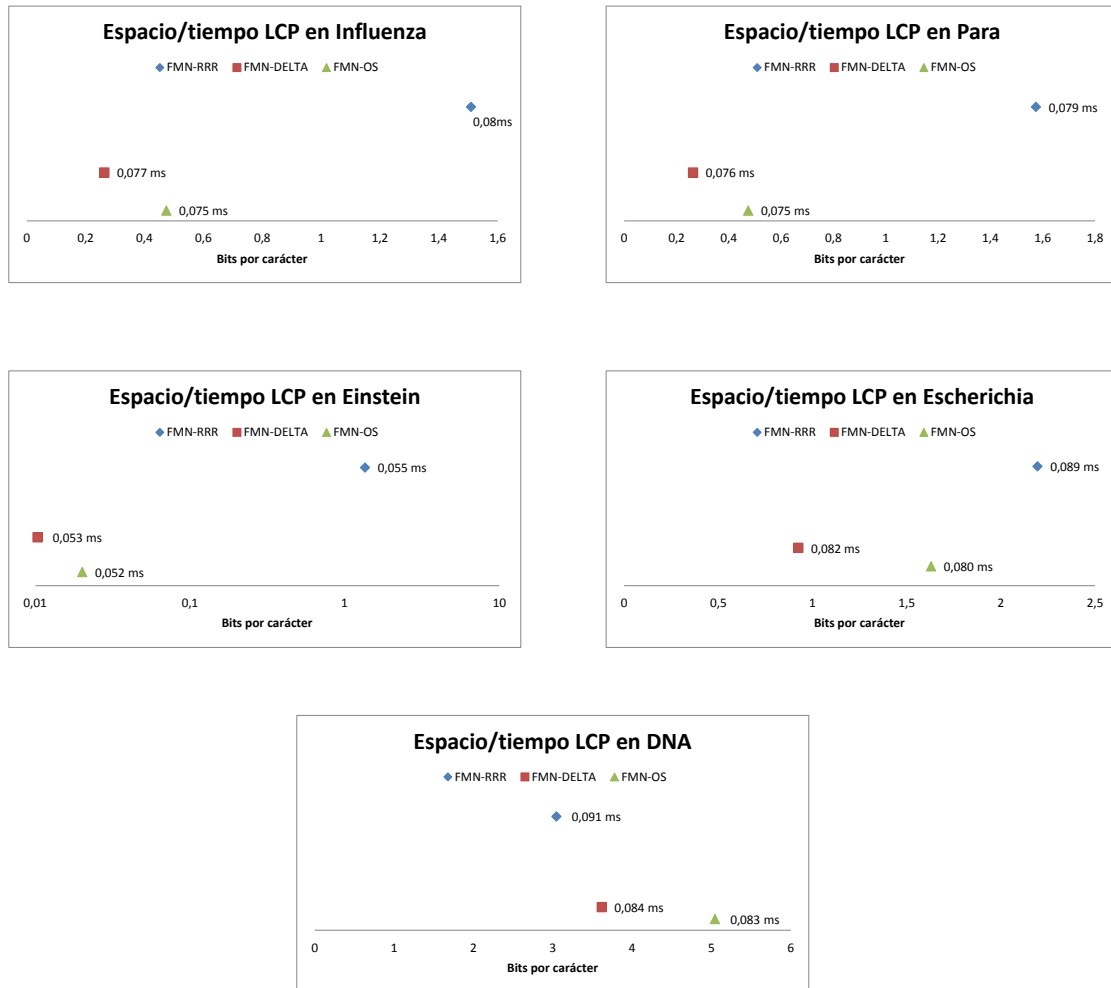 Espacio/tiempo LCP en Influenza
FMN-RRR FMN-DELTA FMN-OS
0,08ms
0,077 ms
0,075 ms
0 0,2 0,4 0,6 0,8 1 1,2 1,4 1,6
Bits por carácter
Espacio/tiempo LCP en Para
FMN-RRR FMN-DELTA FMN-OS
0,079 ms
0,076 ms
0,075 ms
0 0,2 0,4 0,6 0,8 1 1,2 1,4 1,6 1,8
Bits por carácter
Espacio/tiempo LCP en Einstein
FMN-RRR FMN-DELTA FMN-OS
0,055 ms
0,053 ms
0,052 ms
0,01 0,1 1 10
Bits por carácter
Espacio/tiempo LCP en Escherichia
FMN-RRR FMN-DELTA FMN-OS
0,089 ms
0,082 ms
0,080 ms
0 0,5 1 1,5 2 2,5
Bits por carácter
Espacio/tiempo LCP en DNA
FMN-RRR FMN-DELTA FMN-OS
0,091 ms
0,084 ms
0,083 ms
0 1 2 3 4 5 6
Bits por carácter